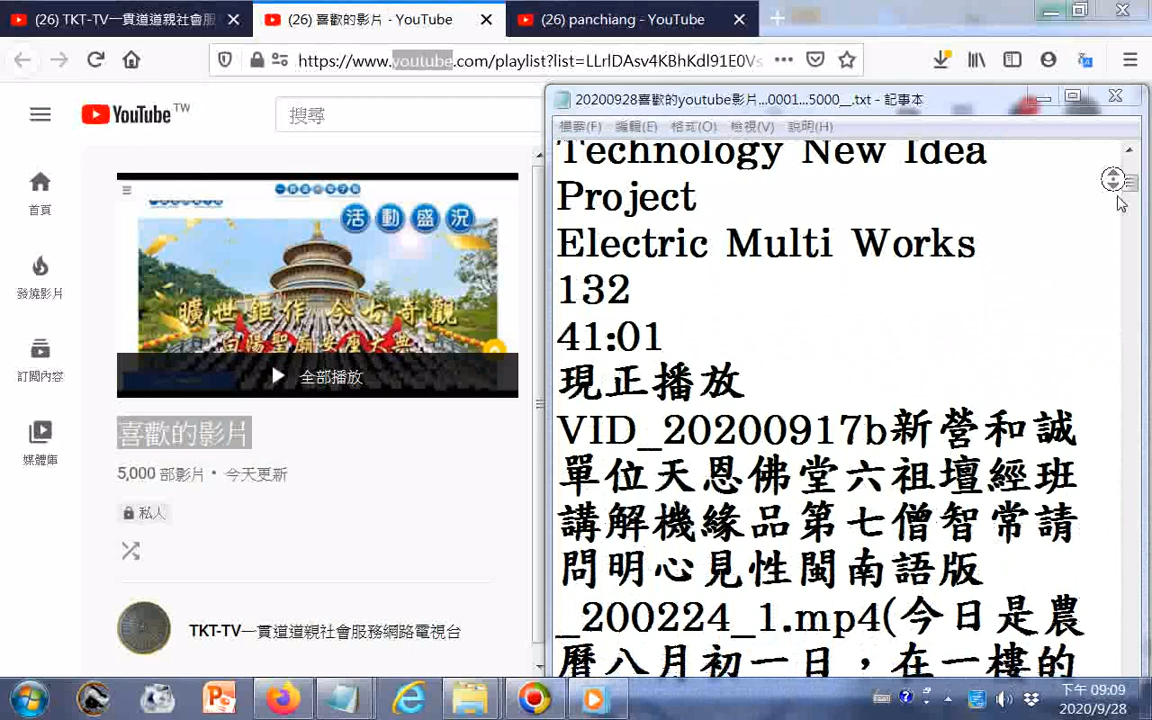 (26) TKT-TV一貫道道親社會服
(26) 喜歡的影片 - YouTube
(26) panchiang - YouTube
https://www.youtube.com/playlist?list=LLrlDAsv4KBhKdl91E0Vs
YouTube TW
搜尋
首頁
發燒影片
訂閱內容
媒體庫
活動盛況
曠世鉅作 今古奇觀
白陽聖廟安座大典
全部播放
喜歡的影片
5,000 部影片 • 今天更新
私人
TKT-TV一貫道道親社會服務網路電視台
20200928喜歡的youtube影片...0001...5000__.txt - 記事本
檔案(F) 編輯(E) 格式(O) 檢視(V) 說明(H)
Technology New Idea
Project
Electric Multi Works
132
41:01
現正播放
VID_20200917b新營和誠
單位天恩佛堂六祖壇經班
講解機緣品第七僧智常請
問明心見性閩南語版
_200224_1.mp4(今日是農
曆八月初一日，在一樓的
下午 09:09
2020/9/28